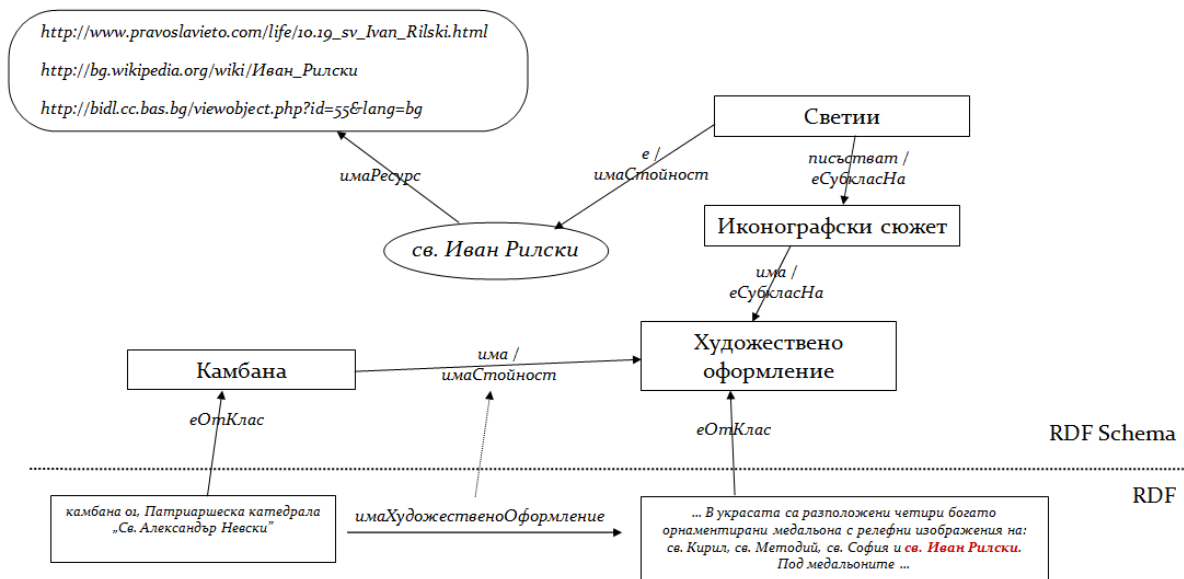 http://www.pravoslavieto.com/life/10.19_sv_Ivan_Rilski.html
http://bg.wikipedia.org/wiki/Иван_Рилски
http://bidl.cc.bas.bg/viewobject.php?id=55&lang=bg
Светии
е /
имаСтойност
писъстват /
еСубкласНа
имаРесурс
св. Иван Рилски
Иконографски сюжет
има /
еСубкласНа
Художествено
оформление
Камбана
има /
имаСтойност
еОтКлас
еОтКлас
RDF Schema
RDF
камбана 01, Патриаршеска катедрала
„Св. Александър Невски”
имаХудожественоОформление
... В украсата са разположени четири богато
орнаментирани медальона с релефни изображения на:
св. Кирил, св. Методий, св. София и св. Иван Рилски.
Под медальоните ...